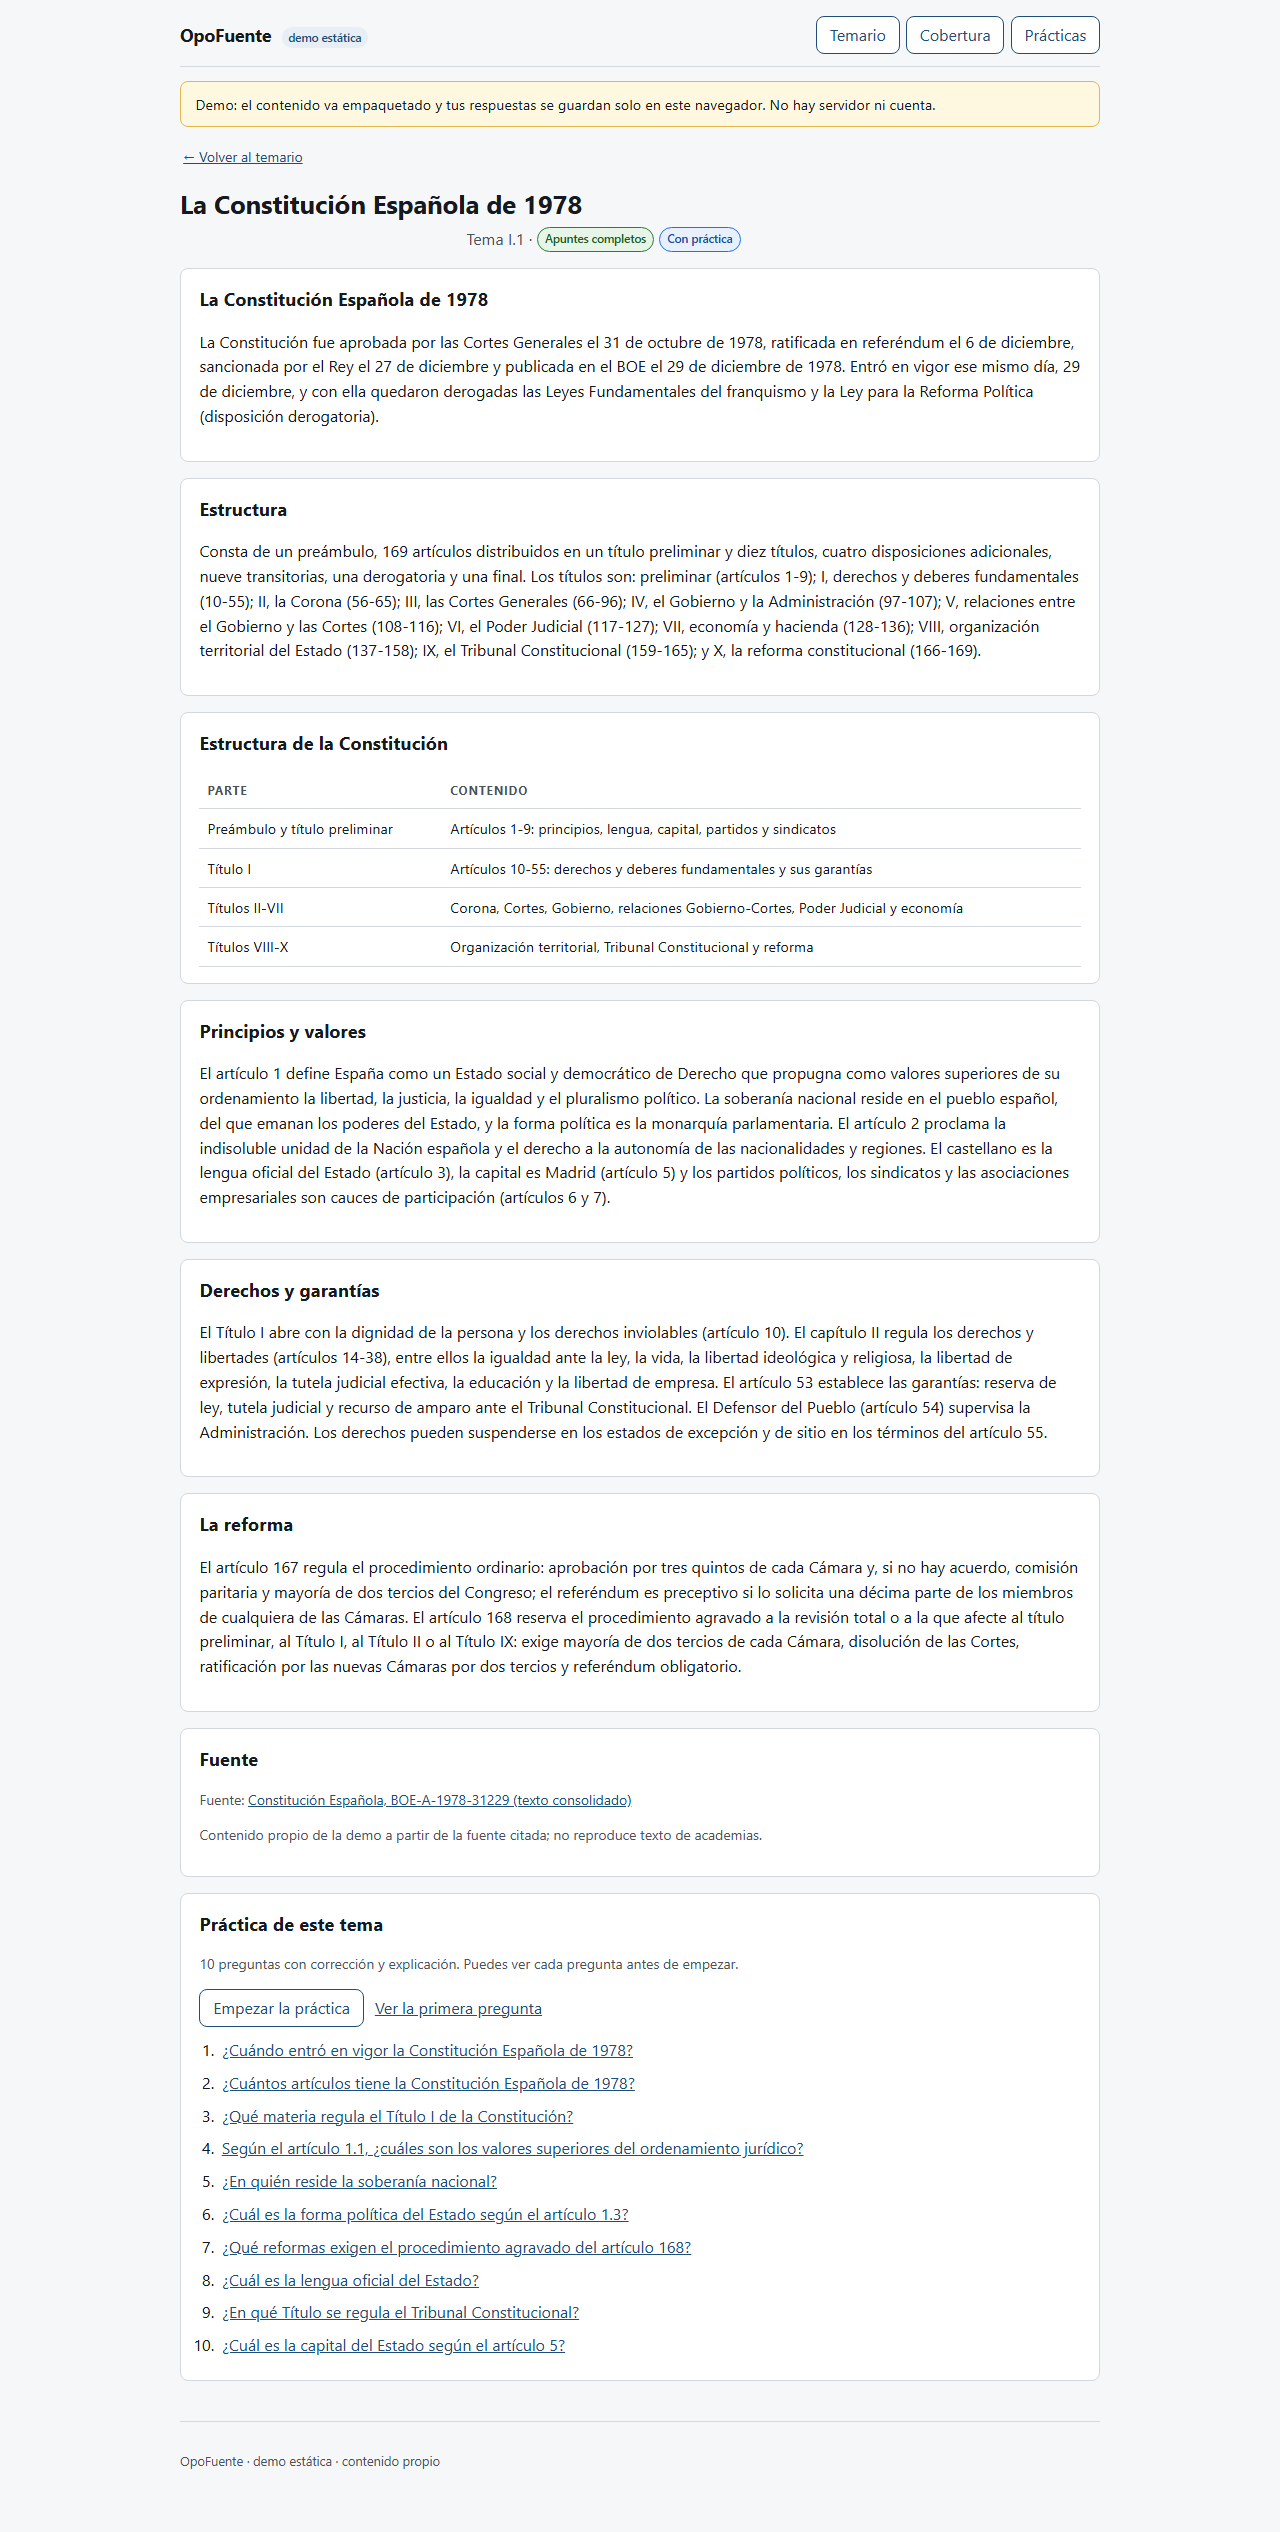 OpoFuente demo estática Temario Cobertura Prácticas
Demo: el contenido va empaquetado y tus respuestas se guardan solo en este navegador. No hay servidor ni cuenta.
← Volver al temario
La Constitución Española de 1978
Tema I.1 · Apuntes completos Con práctica
La Constitución Española de 1978
La Constitución fue aprobada por las Cortes Generales el 31 de octubre de 1978, ratificada en referéndum el 6 de diciembre,
sancionada por el Rey el 27 de diciembre y publicada en el BOE el 29 de diciembre de 1978. Entró en vigor ese mismo día, 29
de diciembre, y con ella quedaron derogadas las Leyes Fundamentales del franquismo y la Ley para la Reforma Política
(disposición derogatoria).
Estructura
Consta de un preámbulo, 169 artículos distribuidos en un título preliminar y diez títulos, cuatro disposiciones adicionales,
nueve transitorias, una derogatoria y una final. Los títulos son: preliminar (artículos 1-9); I, derechos y deberes fundamentales
(10-55); II, la Corona (56-65); III, las Cortes Generales (66-96); IV, el Gobierno y la Administración (97-107); V, relaciones entre
el Gobierno y las Cortes (108-116); VI, el Poder Judicial (117-127); VII, economía y hacienda (128-136); VIII, organización
territorial del Estado (137-158); IX, el Tribunal Constitucional (159-165); y X, la reforma constitucional (166-169).
Estructura de la Constitución
PARTE CONTENIDO
Preámbulo y título preliminar Artículos 1-9: principios, lengua, capital, partidos y sindicatos
Título I Artículos 10-55: derechos y deberes fundamentales y sus garantías
Títulos II-VII Corona, Cortes, Gobierno, relaciones Gobierno-Cortes, Poder Judicial y economía
Títulos VIII-X Organización territorial, Tribunal Constitucional y reforma
Principios y valores
El artículo 1 define España como un Estado social y democrático de Derecho que propugna como valores superiores de su
ordenamiento la libertad, la justicia, la igualdad y el pluralismo político. La soberanía nacional reside en el pueblo español,
del que emanan los poderes del Estado, y la forma política es la monarquía parlamentaria. El artículo 2 proclama la
indisoluble unidad de la Nación española y el derecho a la autonomía de las nacionalidades y regiones. El castellano es la
lengua oficial del Estado (artículo 3), la capital es Madrid (artículo 5) y los partidos políticos, los sindicatos y las asociaciones
empresariales son cauces de participación (artículos 6 y 7).
Derechos y garantías
El Título I abre con la dignidad de la persona y los derechos inviolables (artículo 10). El capítulo II regula los derechos y
libertades (artículos 14-38), entre ellos la igualdad ante la ley, la vida, la libertad ideológica y religiosa, la libertad de
expresión, la tutela judicial efectiva, la educación y la libertad de empresa. El artículo 53 establece las garantías: reserva de
ley, tutela judicial y recurso de amparo ante el Tribunal Constitucional. El Defensor del Pueblo (artículo 54) supervisa la
Administración. Los derechos pueden suspenderse en los estados de excepción y de sitio en los términos del artículo 55.
La reforma
El artículo 167 regula el procedimiento ordinario: aprobación por tres quintos de cada Cámara y, si no hay acuerdo, comisión
paritaria y mayoría de dos tercios del Congreso; el referéndum es preceptivo si lo solicita una décima parte de los miembros
de cualquiera de las Cámaras. El artículo 168 reserva el procedimiento agravado a la revisión total o a la que afecte al título
preliminar, al Título I, al Título II o al Título IX: exige mayoría de dos tercios de cada Cámara, disolución de las Cortes,
ratificación por las nuevas Cámaras por dos tercios y referéndum obligatorio.
Fuente
Fuente: Constitución Española, BOE-A-1978-31229 (texto consolidado)
Contenido propio de la demo a partir de la fuente citada; no reproduce texto de academias.
Práctica de este tema
10 preguntas con corrección y explicación. Puedes ver cada pregunta antes de empezar.
Empezar la práctica Ver la primera pregunta
1. ¿Cuándo entró en vigor la Constitución Española de 1978?
2. ¿Cuántos artículos tiene la Constitución Española de 1978?
3. ¿Qué materia regula el Título I de la Constitución?
4. Según el artículo 1.1, ¿cuáles son los valores superiores del ordenamiento jurídico?
5. ¿En quién reside la soberanía nacional?
6. ¿Cuál es la forma política del Estado según el artículo 1.3?
7. ¿Qué reformas exigen el procedimiento agravado del artículo 168?
8. ¿Cuál es la lengua oficial del Estado?
9. ¿En qué Título se regula el Tribunal Constitucional?
10. ¿Cuál es la capital del Estado según el artículo 5?
OpoFuente · demo estática · contenido propio